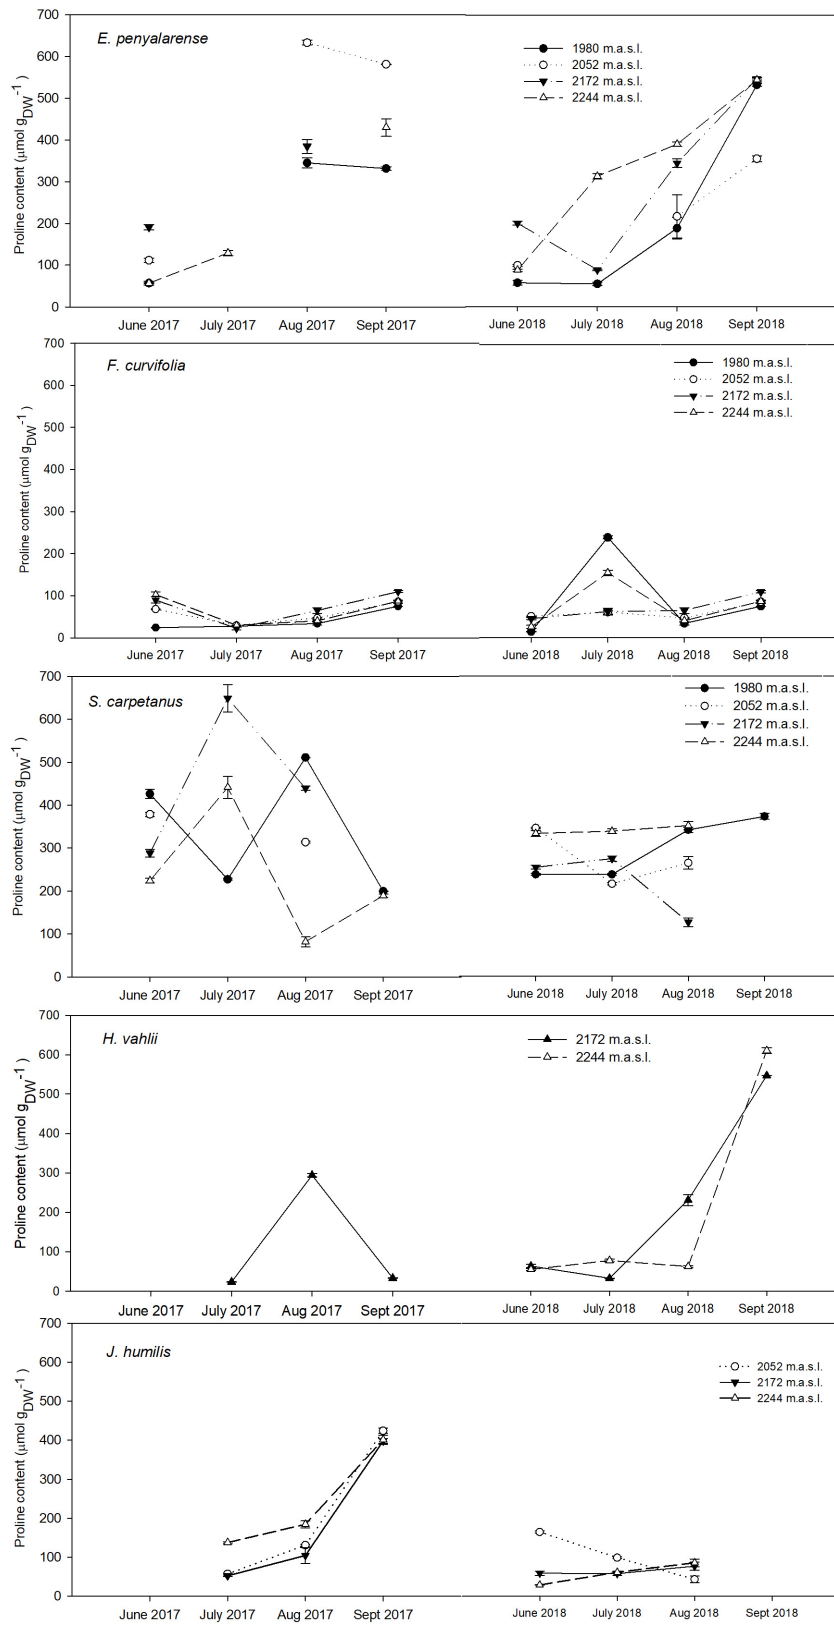 E. penyalarense
1980 m.a.s.l.
2052 m.a.s.l.
2172 m.a.s.l.
2244 m.a.s.l.
Proline content (µmol gDW⁻¹ )
700
600
500
400
300
200
100
0
June 2017 July 2017 Aug 2017 Sept 2017 June 2018 July 2018 Aug 2018 Sept 2018
F. curvifolia
1980 m.a.s.l.
2052 m.a.s.l.
2172 m.a.s.l.
2244 m.a.s.l.
Proline content (µmol gDW⁻¹ )
700
600
500
400
300
200
100
0
June 2017 July 2017 Aug 2017 Sept 2017 June 2018 July 2018 Aug 2018 Sept 2018
S. carpetanus
1980 m.a.s.l.
2052 m.a.s.l.
2172 m.a.s.l.
2244 m.a.s.l.
Proline content (µmol gDW⁻¹ )
700
600
500
400
300
200
100
0
June 2017 July 2017 Aug 2017 Sept 2017 June 2018 July 2018 Aug 2018 Sept 2018
H. vahlii
2172 m.a.s.l.
2244 m.a.s.l.
Proline content (µmol gDW⁻¹ )
700
600
500
400
300
200
100
0
June 2017 July 2017 Aug 2017 Sept 2017 June 2018 July 2018 Aug 2018 Sept 2018
J. humilis
2052 m.a.s.l.
2172 m.a.s.l.
2244 m.a.s.l.
Proline content (µmol gDW⁻¹ )
700
600
500
400
300
200
100
0
June 2017 July 2017 Aug 2017 Sept 2017 June 2018 July 2018 Aug 2018 Sept 2018